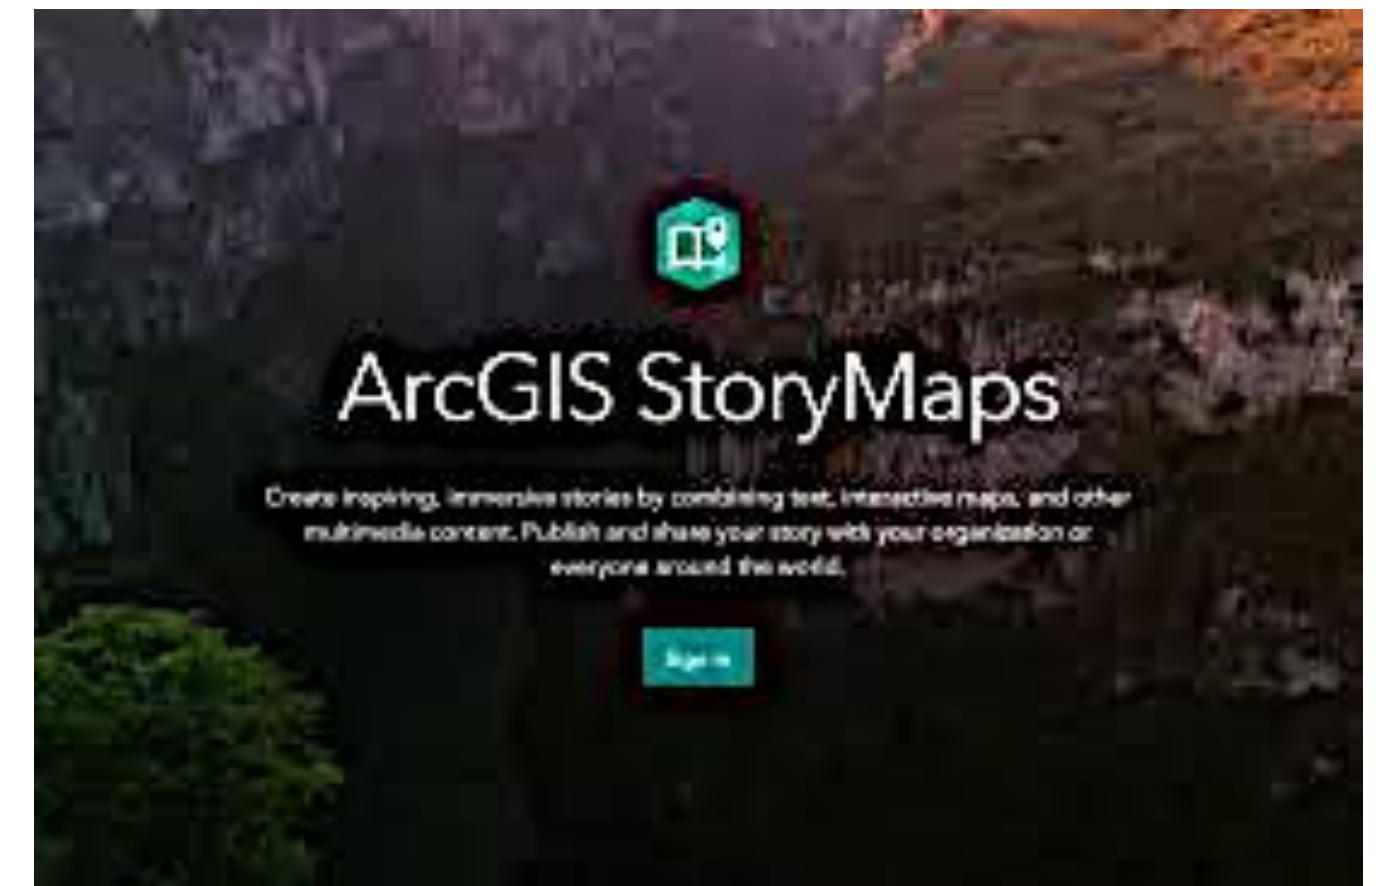 ArcGIS StoryMaps
Create inspiring, immersive stories by combining text, interactive maps, and other
multimedia content. Publish and share your story with your organization or
everyone around the world.
Sign in